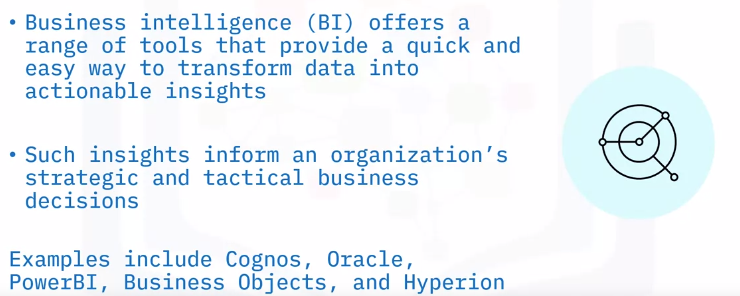 • Business intelligence (BI) offers a
range of tools that provide a quick and
easy way to transform data into
actionable insights
• Such insights inform an organization’s
strategic and tactical business
decisions
Examples include Cognos, Oracle,
PowerBI, Business Objects, and Hyperion